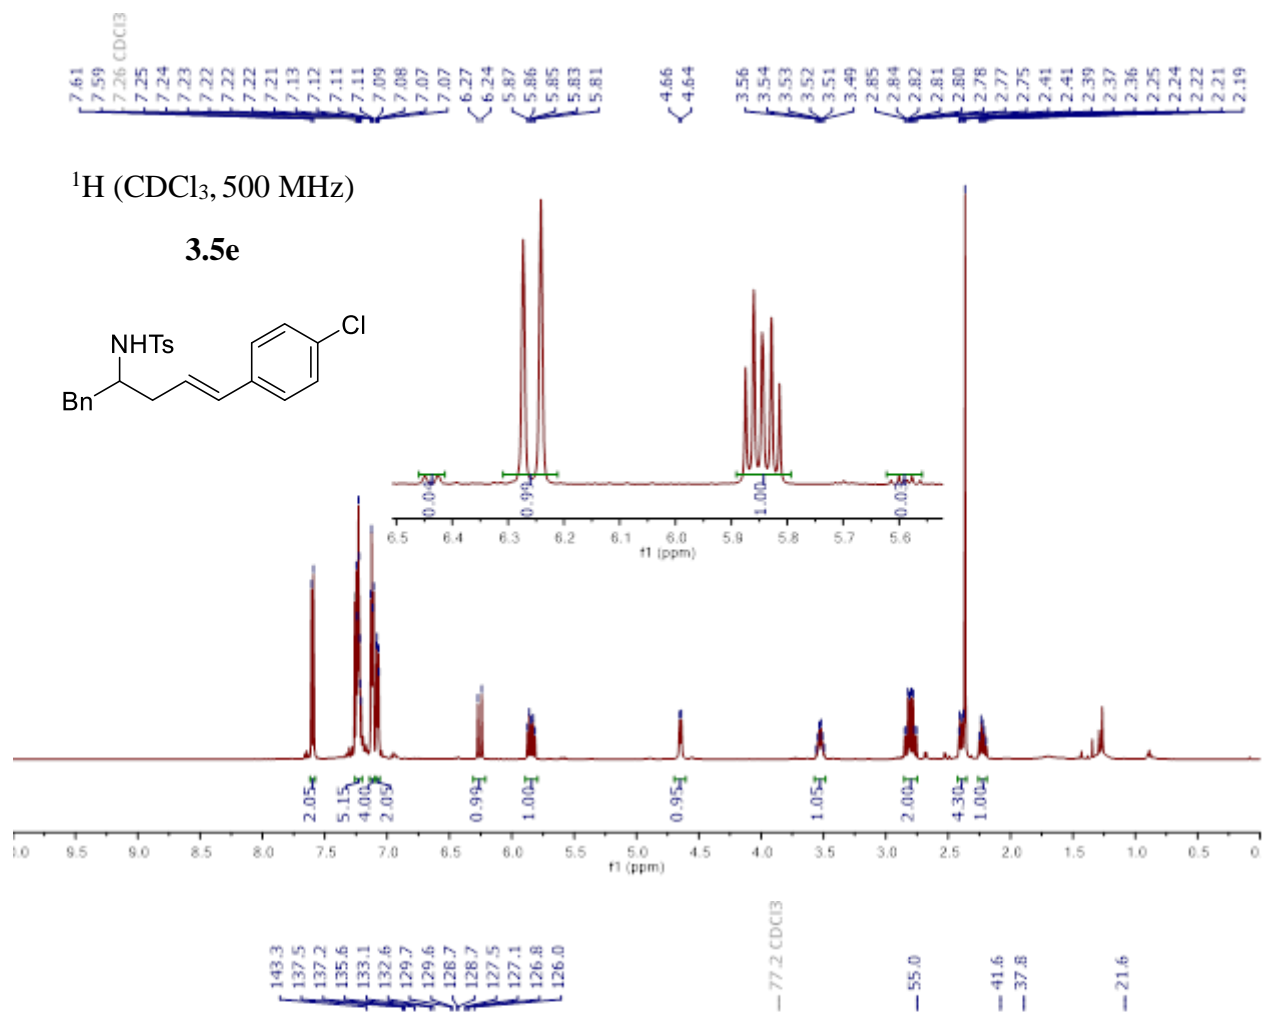 7.61 7.59 7.26 CDCl3 7.25 7.24 7.23 7.22 7.22 7.22 7.21 7.13 7.12 7.11 7.11 7.09 7.08 7.07 7.07 6.27 6.24 5.87 5.86 5.85 5.83 5.81 4.66 4.64 3.56 3.54 3.53 3.52 3.51 3.49 2.85 2.84 2.82 2.81 2.80 2.78 2.77 2.75 2.41 2.41 2.39 2.37 2.36 2.25 2.24 2.22 2.21 2.19
¹H (CDCl₃, 500 MHz)
3.5e
Cl
NHTs
Bn
0.04 0.99 1.00 0.03
6.5 6.4 6.3 6.2 6.1 6.0 5.9 5.8 5.7 5.6
f1 (ppm)
2.05 5.15 4.00 2.05 0.99 1.00 0.95 1.05 2.00 4.30 1.00
0.0 9.5 9.0 8.5 8.0 7.5 7.0 6.5 6.0 5.5 5.0 4.5 4.0 3.5 3.0 2.5 2.0 1.5 1.0 0.5 0
f1 (ppm)
143.3 137.5 137.2 135.6 133.1 132.6 129.7 129.6 128.7 128.7 127.5 127.1 126.8 126.0 77.2 CDCl3 55.0 41.6 37.8 21.6